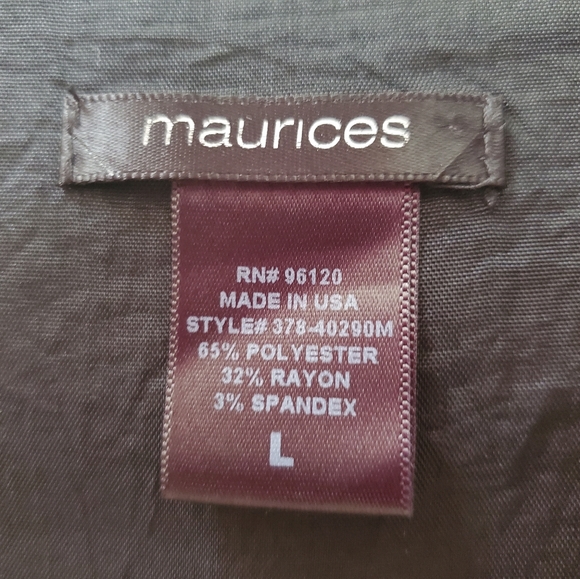 maurices
RN# 96120
MADE IN USA
STYLE# 378-40290M
65% POLYESTER
32% RAYON
3% SPANDEX
L